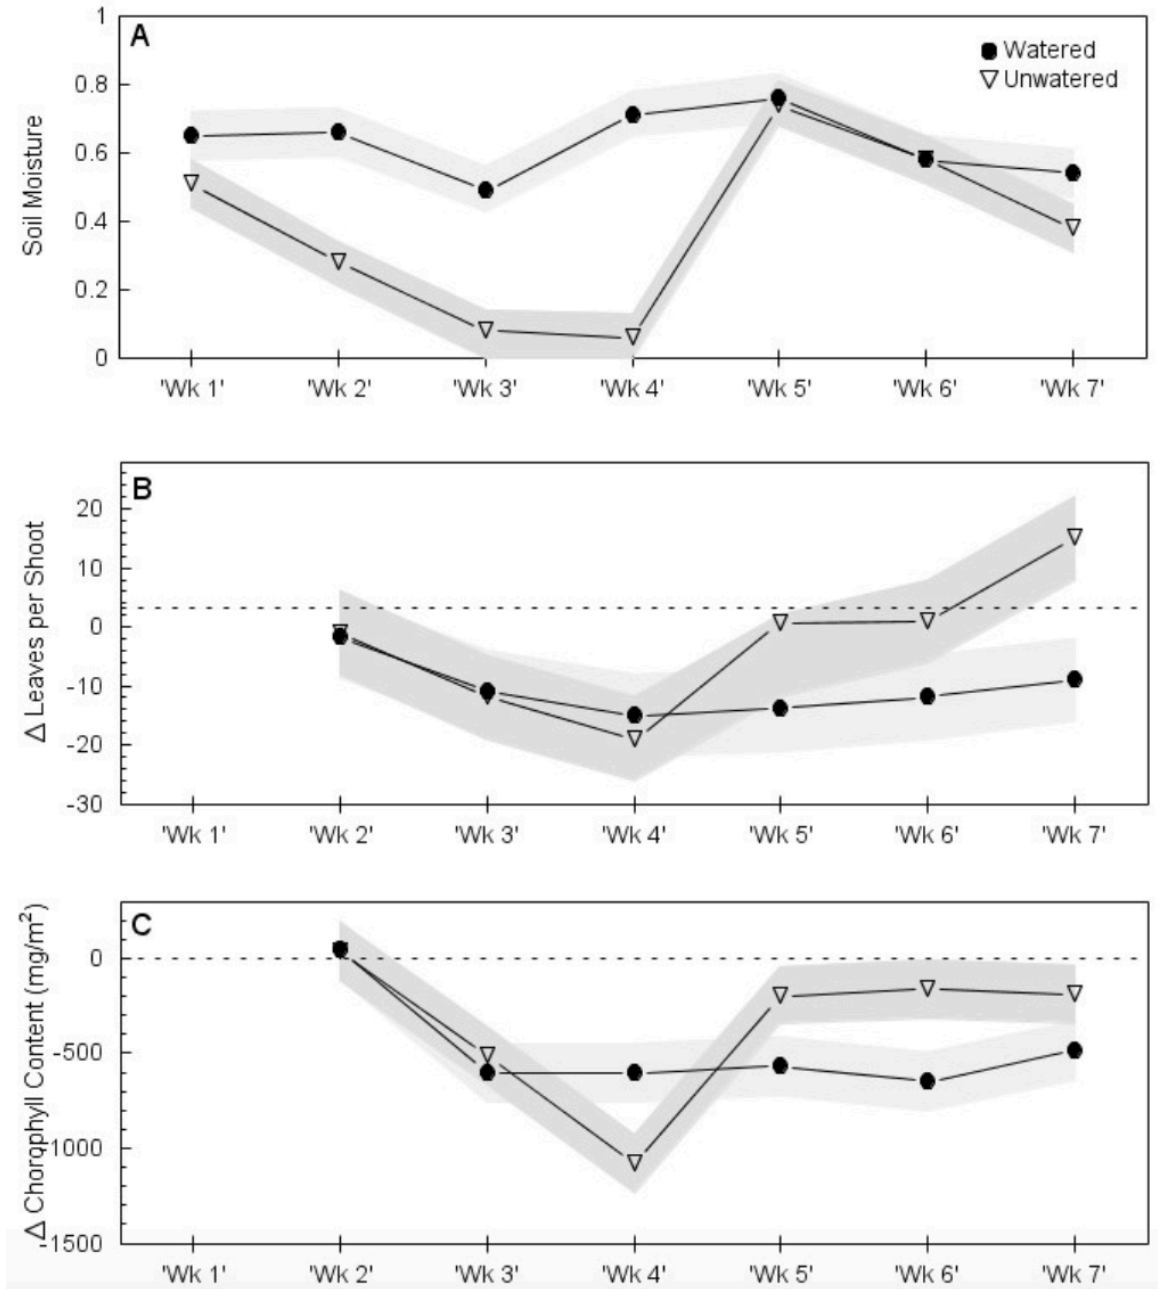 1
A
Watered
Unwatered
0.8
0.6
0.4
0.2
0
Soil Moisture
'Wk 1' 'Wk 2' 'Wk 3' 'Wk 4' 'Wk 5' 'Wk 6' 'Wk 7'
B
20
10
0
-10
-20
-30
Δ Leaves per Shoot
'Wk 1' 'Wk 2' 'Wk 3' 'Wk 4' 'Wk 5' 'Wk 6' 'Wk 7'
C
0
-500
-1000
-1500
Δ Chorophyll Content (mg/m²)
'Wk 1' 'Wk 2' 'Wk 3' 'Wk 4' 'Wk 5' 'Wk 6' 'Wk 7'